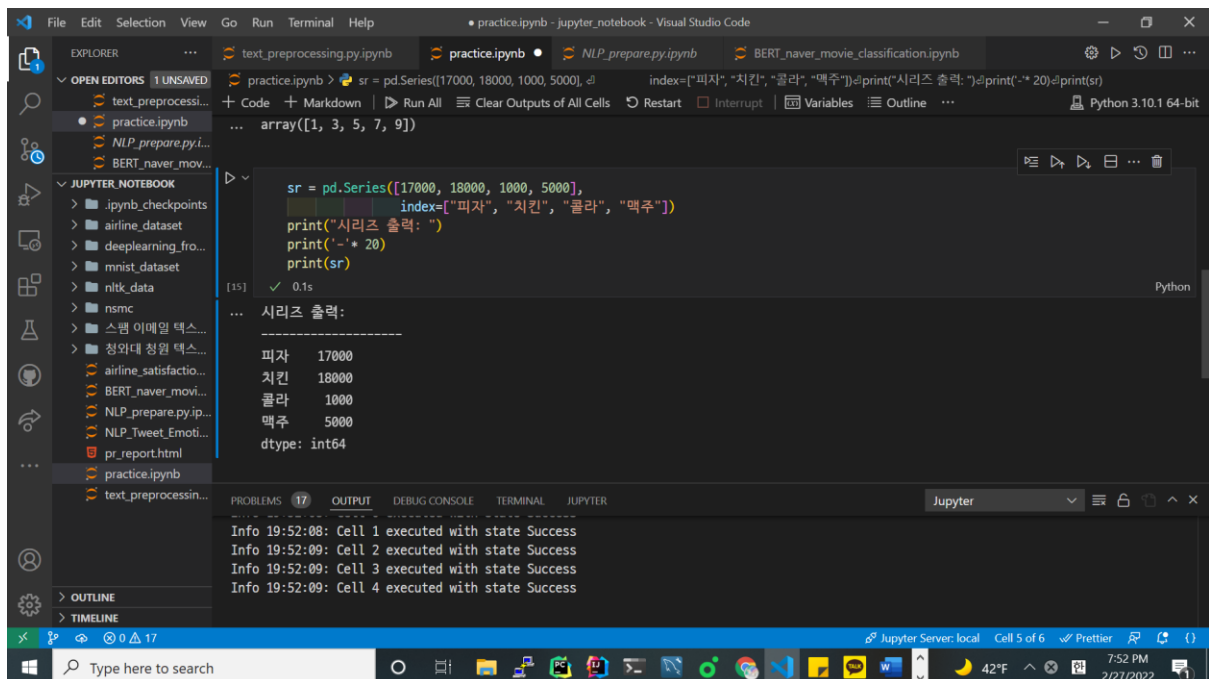 File Edit Selection View Go Run Terminal Help
● practice.ipynb - jupyter_notebook - Visual Studio Code
EXPLORER
text_preprocessing.py.ipynb practice.ipynb ● NLP_prepare.py.ipynb BERT_naver_movie_classification.ipynb
OPEN EDITORS 1 UNSAVED
practice.ipynb > sr = pd.Series([17000, 18000, 1000, 5000],⏎ index=["피자", "치킨", "콜라", "맥주"])⏎print("시리즈 출력: ")⏎print('-'* 20)⏎print(sr)
text_preprocessi...
+ Code + Markdown Run All Clear Outputs of All Cells Restart Interrupt Variables Outline ... Python 3.10.1 64-bit
● practice.ipynb
NLP_prepare.py.i...
BERT_naver_mov...
... array([1, 3, 5, 7, 9])
JUPYTER_NOTEBOOK
> .ipynb_checkpoints
> airline_dataset
> deeplearning_fro...
> mnist_dataset
> nltk_data
> nsmc
> 스팸 이메일 텍스...
> 청와대 청원 텍스...
airline_satisfactio...
BERT_naver_movi...
NLP_prepare.py.ip...
NLP_Tweet_Emoti...
pr_report.html
practice.ipynb
text_preprocessin...
sr = pd.Series([17000, 18000, 1000, 5000],
index=["피자", "치킨", "콜라", "맥주"])
print("시리즈 출력: ")
print('-'* 20)
print(sr)
[15] ✓ 0.1s Python
... 시리즈 출력:
--------------------
피자 17000
치킨 18000
콜라 1000
맥주 5000
dtype: int64
PROBLEMS 17 OUTPUT DEBUG CONSOLE TERMINAL JUPYTER Jupyter
Info 19:52:08: Cell 1 executed with state Success
Info 19:52:09: Cell 2 executed with state Success
Info 19:52:09: Cell 3 executed with state Success
Info 19:52:09: Cell 4 executed with state Success
> OUTLINE
> TIMELINE
0 17 Jupyter Server: local Cell 5 of 6 Prettier
Type here to search
TALK
42°F
한
7:52 PM
2/27/2022